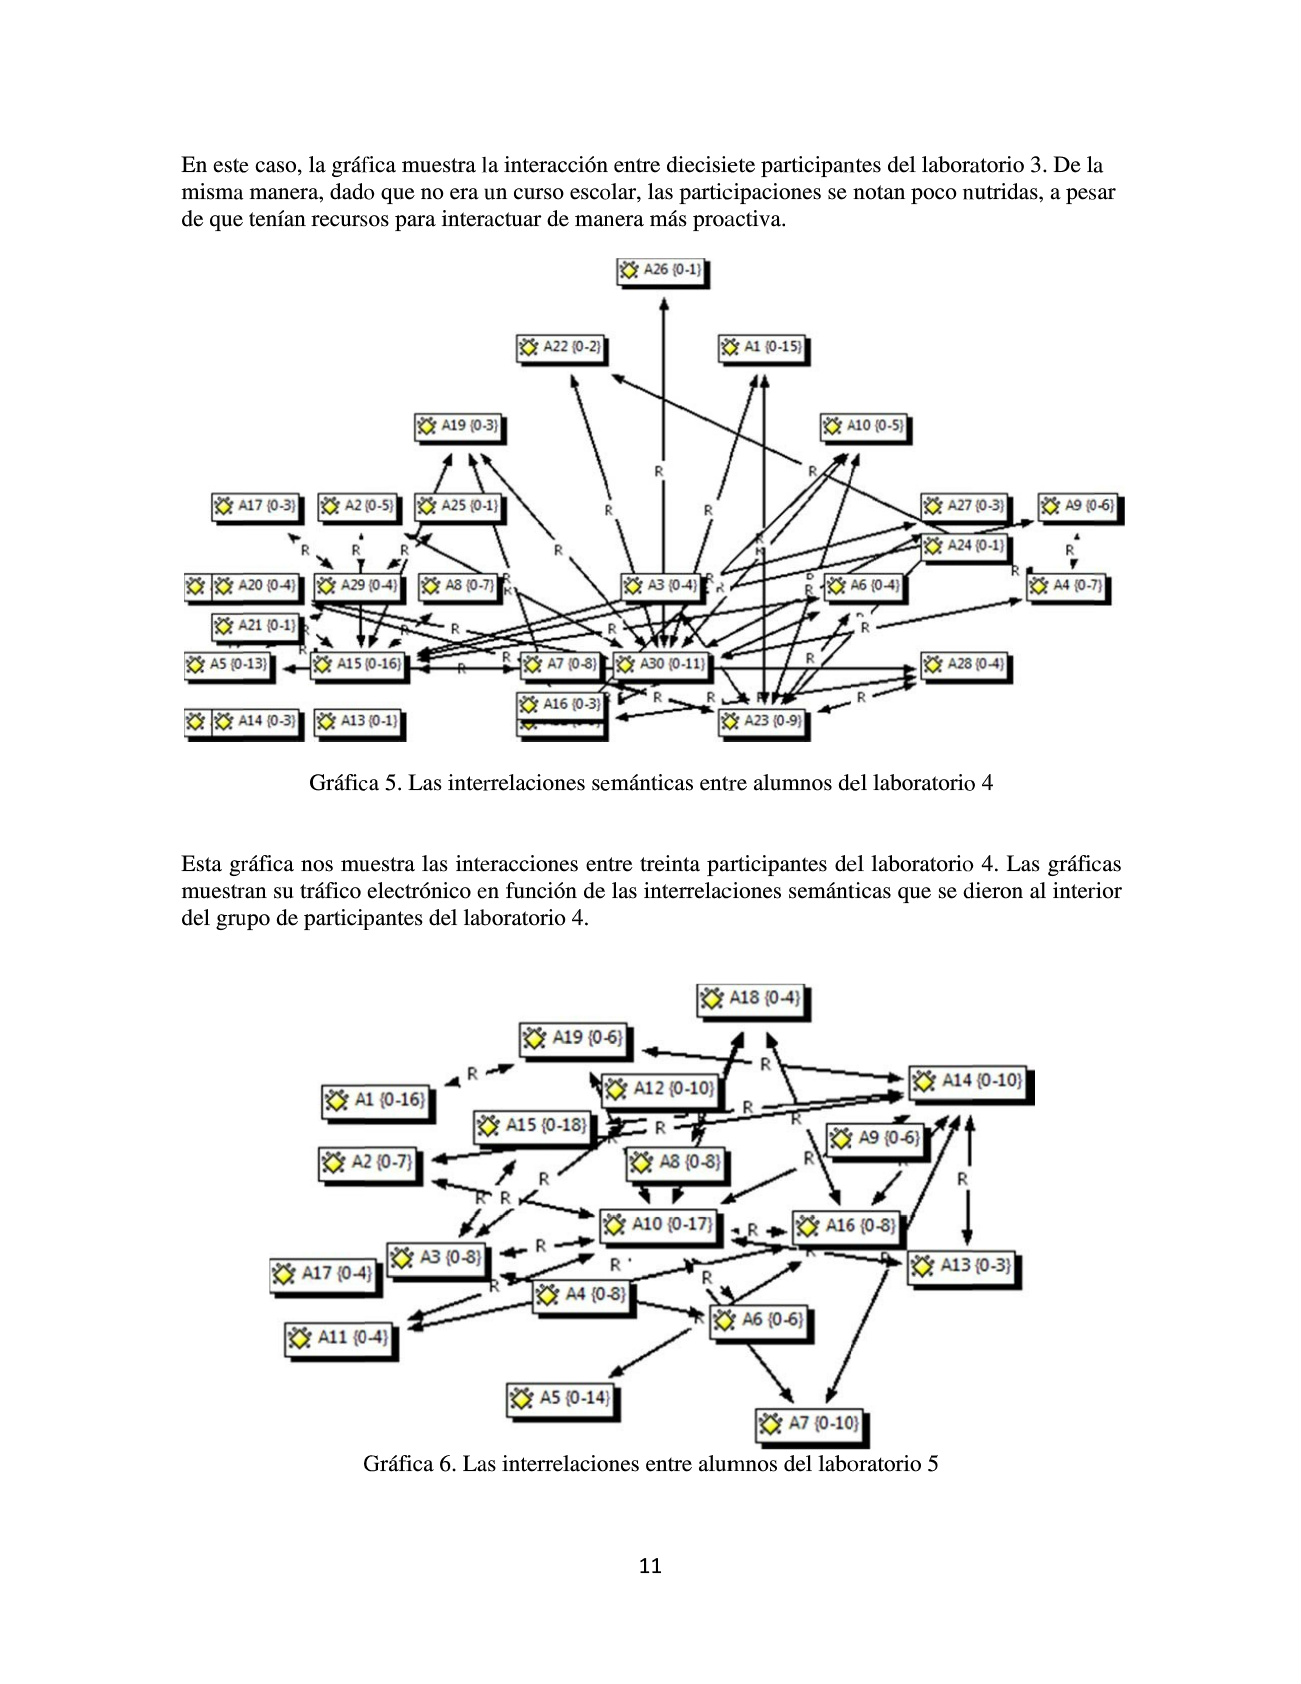 En este caso, la gráfica muestra la interacción entre diecisiete participantes del laboratorio 3. De la
misma manera, dado que no era un curso escolar, las participaciones se notan poco nutridas, a pesar
de que tenían recursos para interactuar de manera más proactiva.
A26 {0-1}
A22 {0-2}
A1 {0-15}
A19 {0-3}
A10 {0-5}
A17 {0-3}
A2 {0-5}
A25 {0-1}
A27 {0-3}
A9 {0-6}
A24 {0-1}
A20 {0-4}
A29 {0-4}
A8 {0-7}
A3 {0-4}
A6 {0-4}
A4 {0-7}
A21 {0-1}
A5 {0-13}
A15 {0-16}
A7 {0-8}
A30 {0-11}
A28 {0-4}
A16 {0-3}
A14 {0-3}
A13 {0-1}
A23 {0-9}
Gráfica 5. Las interrelaciones semánticas entre alumnos del laboratorio 4
Esta gráfica nos muestra las interacciones entre treinta participantes del laboratorio 4. Las gráficas
muestran su tráfico electrónico en función de las interrelaciones semánticas que se dieron al interior
del grupo de participantes del laboratorio 4.
A18 {0-4}
A19 {0-6}
A14 {0-10}
A12 {0-10}
A1 {0-16}
A15 {0-18}
A9 {0-6}
A2 {0-7}
A8 {0-8}
A10 {0-17}
A16 {0-8}
A3 {0-8}
A13 {0-3}
A17 {0-4}
A4 {0-8}
A6 {0-6}
A11 {0-4}
A5 {0-14}
A7 {0-10}
Gráfica 6. Las interrelaciones entre alumnos del laboratorio 5
11